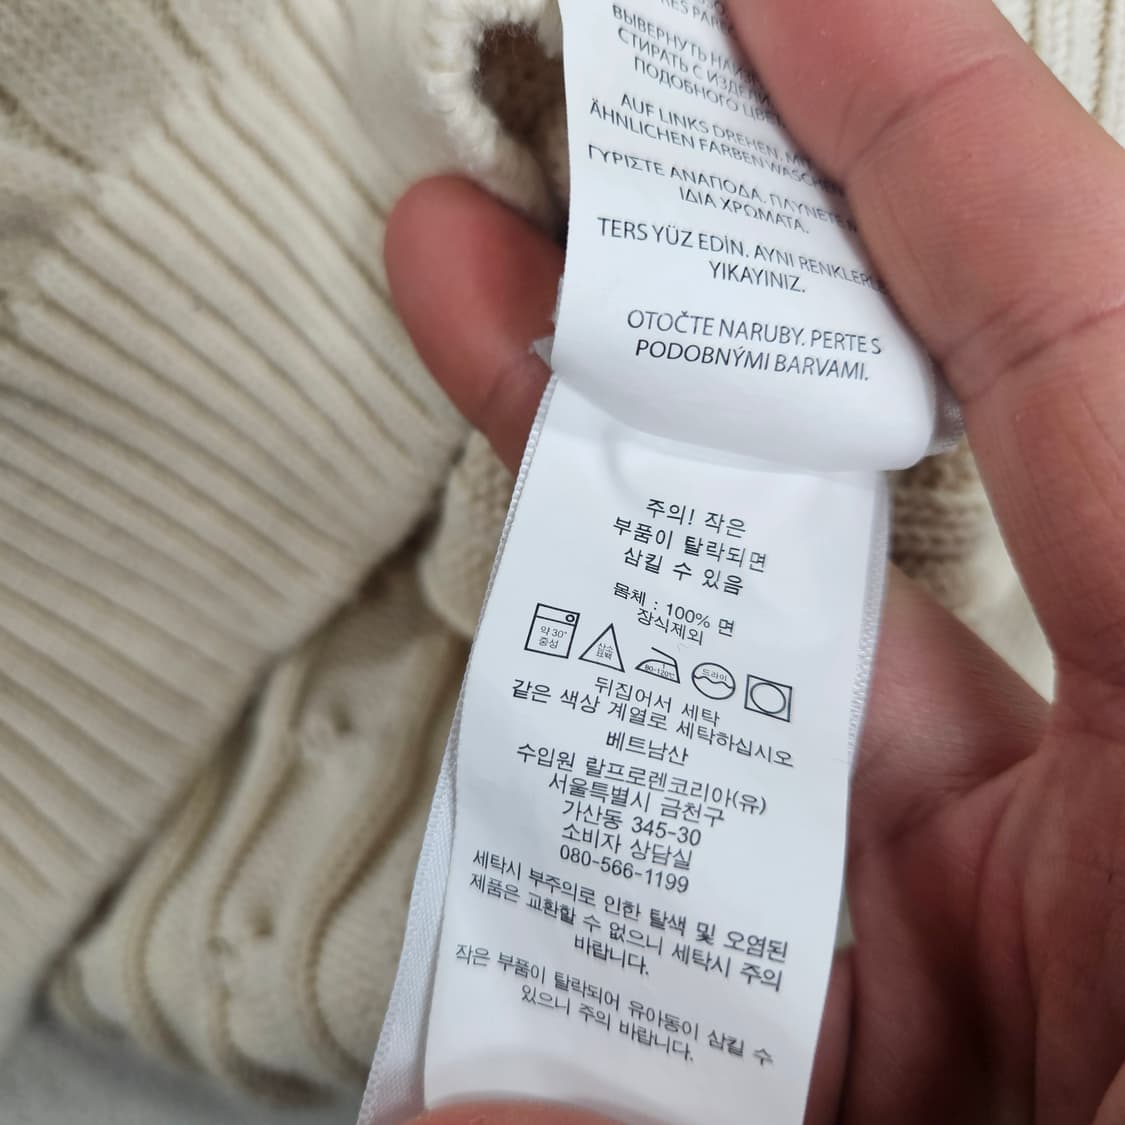 ВЫВЕРНУТЬ
СТИРАТЬ С
ПОДОБНОГО
AUF LINKS DREHEN.
ÄHNLICHEN FARBEN WASCHEN
ΓΥΡΙΣΤΕ ΑΝΑΠΟΔΑ. ΠΛΥΝΕΤΕ
ΙΔΙΑ ΧΡΩΜΑΤΑ.
TERS YÜZ EDİN. AYNI
YIKAYINIZ.
OTOČTE NARUBY. PERTE S
PODOBNÝMI BARVAMI.
주의! 작은
부품이 탈락되면
삼킬 수 있음
몸체 : 100% 면
장식제외
약 30°
중성
산소
표백
80-120°C
드라이
뒤집어서 세탁
같은 색상 계열로 세탁하십시오
베트남산
수입원 랄프로렌코리아(유)
서울특별시 금천구
가산동 345-30
소비자 상담실
080-566-1199
세탁시 부주의로 인한 탈색 및 오염된
제품은 교환할 수 없으니 세탁시 주의
바랍니다.
작은 부품이 탈락되어 유아동이 삼킬 수
있으니 주의 바랍니다.